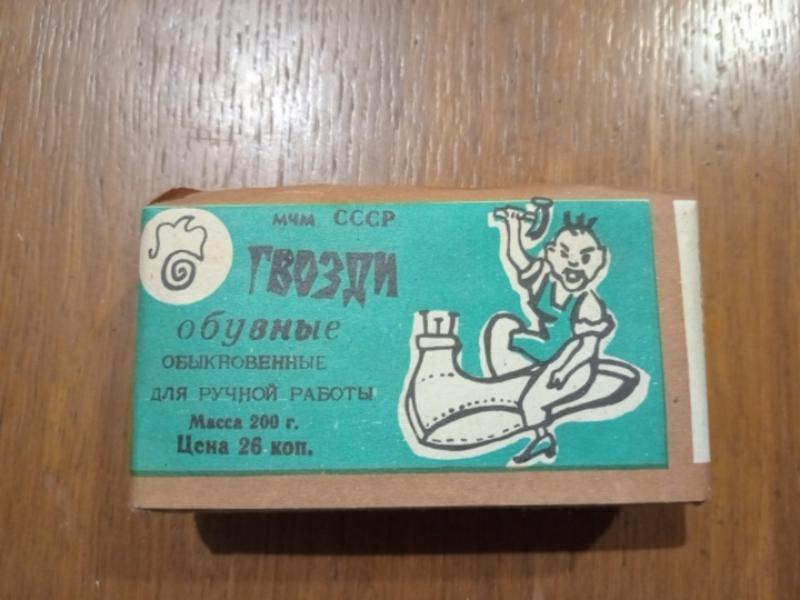 МЧМ СССР
ГВОЗДИ
обувные
ОБЫКНОВЕННЫЕ
ДЛЯ РУЧНОЙ РАБОТЫ
Масса 200 г.
Цена 26 коп.